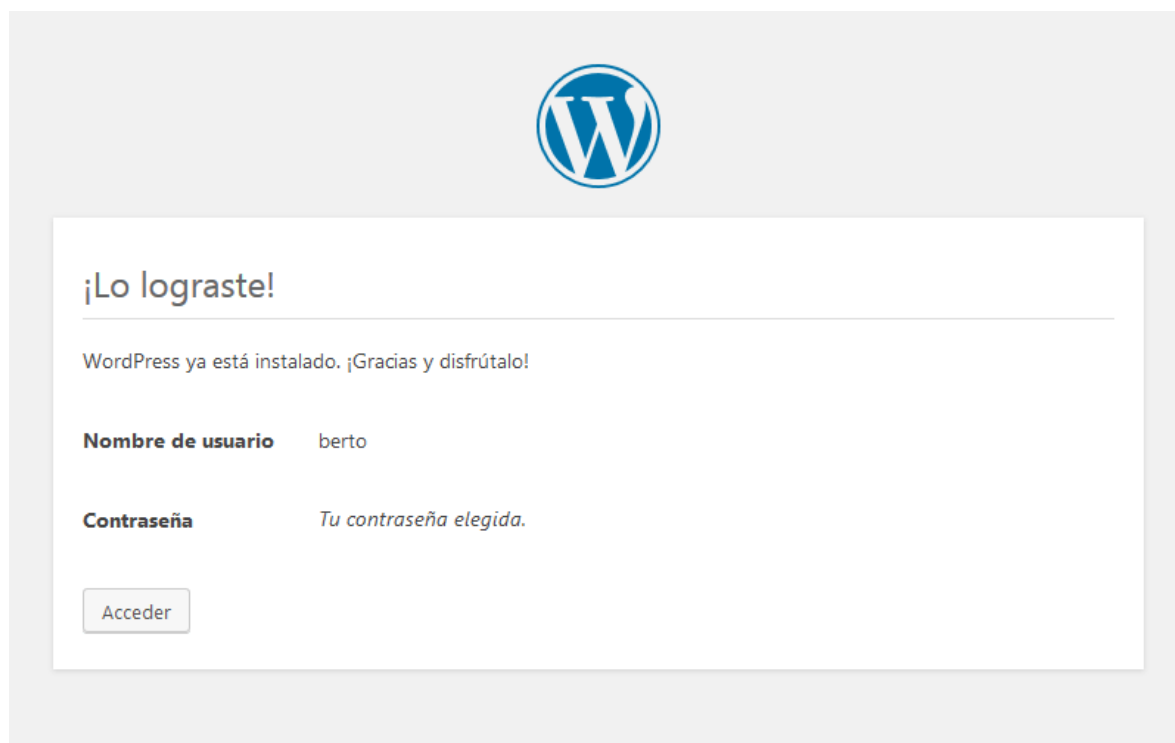 ¡Lo lograste!
WordPress ya está instalado. ¡Gracias y disfrútalo!
Nombre de usuario berto
Contraseña Tu contraseña elegida.
Acceder